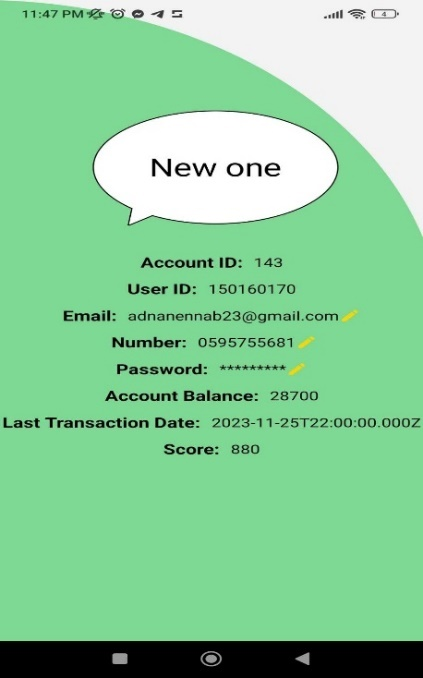 11:47 PM
4
New one
Account ID: 143
User ID: 150160170
Email: adnanennab23@gmail.com
Number: 0595755681
Password: *********
Account Balance: 28700
Last Transaction Date: 2023-11-25T22:00:00.000Z
Score: 880